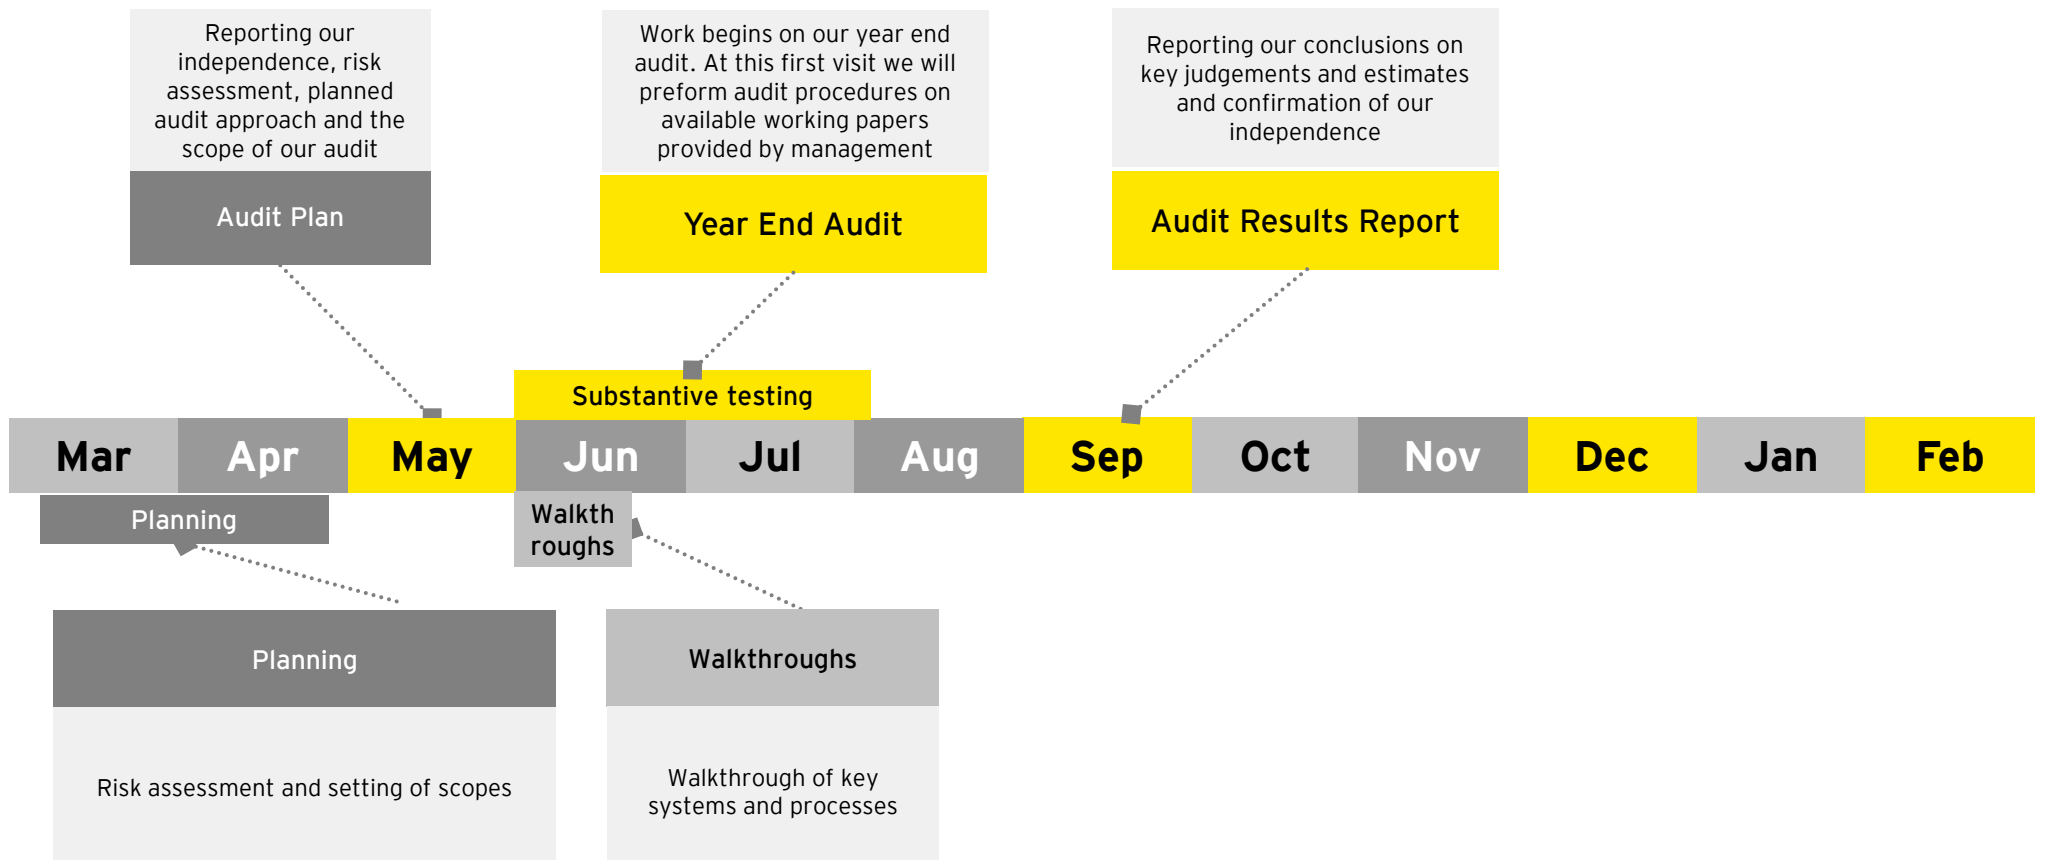 Reporting our
independence, risk
assessment, planned
audit approach and the
scope of our audit
Audit Plan
Work begins on our year end
audit. At this first visit we will
preform audit procedures on
available working papers
provided by management
Year End Audit
Reporting our conclusions on
key judgements and estimates
and confirmation of our
independence
Audit Results Report
Substantive testing
Mar Apr May Jun Jul Aug Sep Oct Nov Dec Jan Feb
Planning
Walkth
roughs
Planning
Risk assessment and setting of scopes
Walkthroughs
Walkthrough of key
systems and processes